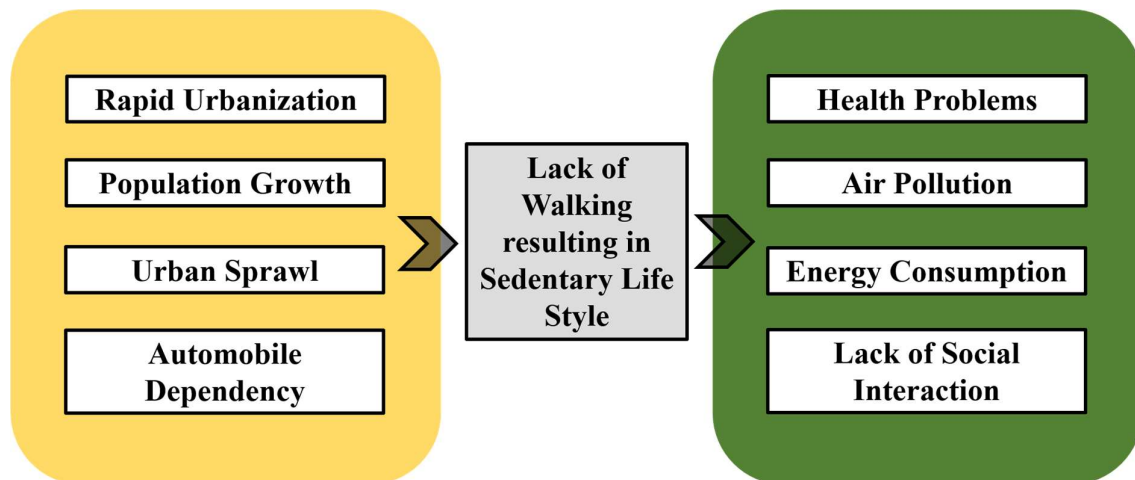 Rapid Urbanization
Population Growth
Urban Sprawl
Automobile
Dependency
Lack of
Walking
resulting in
Sedentary Life
Style
Health Problems
Air Pollution
Energy Consumption
Lack of Social
Interaction